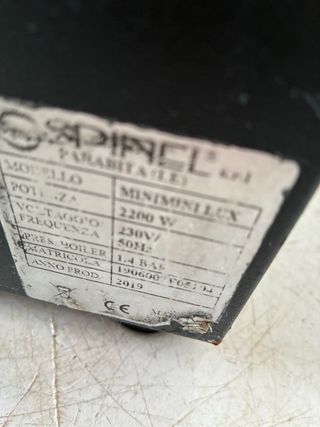 SPINEL® s.r.l
PARABITA (LE)
MODELLO MINIMINI LUX
POTENZA 2200 W
VOLTAGGIO 230V/
FREQUENZA 50Hz
PRES. BOILER 1.4 BAR
MATRICOLA
ANNO PROD. 2019
CE